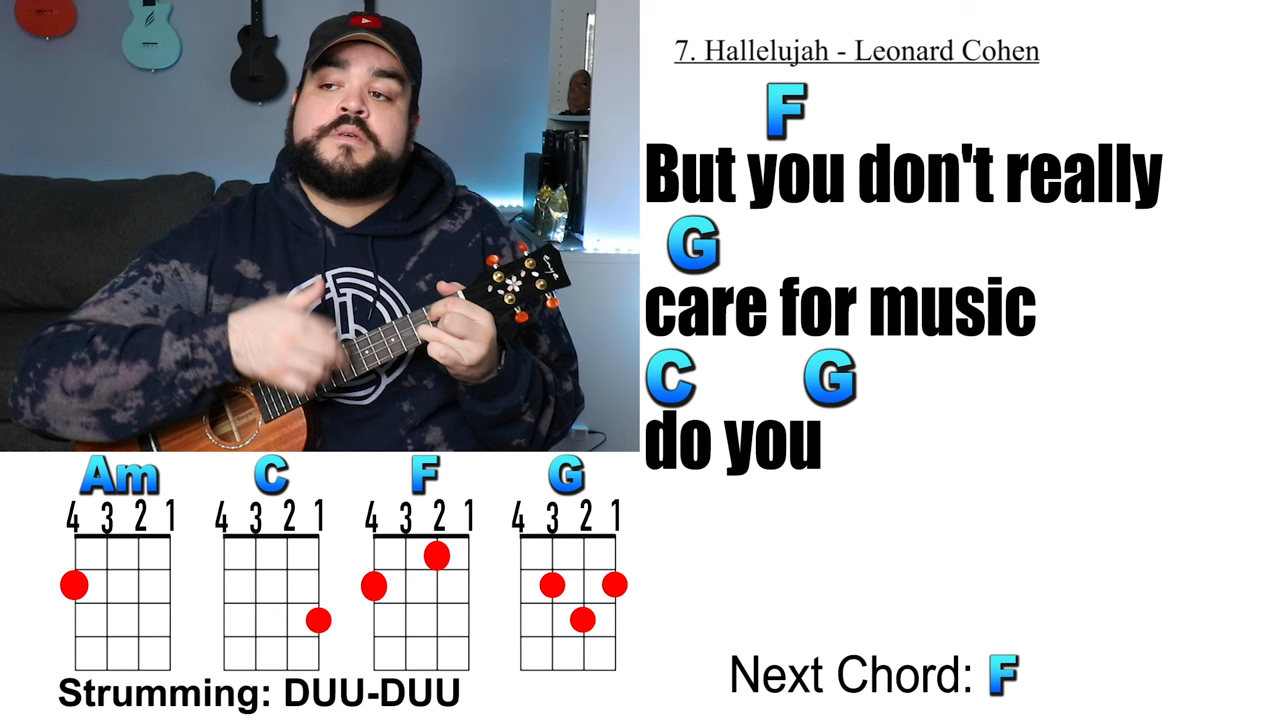 7. Hallelujah - Leonard Cohen
F
But you don't really
G
care for music
C G
do you
enya
Am C F G
4 3 2 1 4 3 2 1 4 3 2 1 4 3 2 1
Strumming: DUU-DUU
Next Chord: F